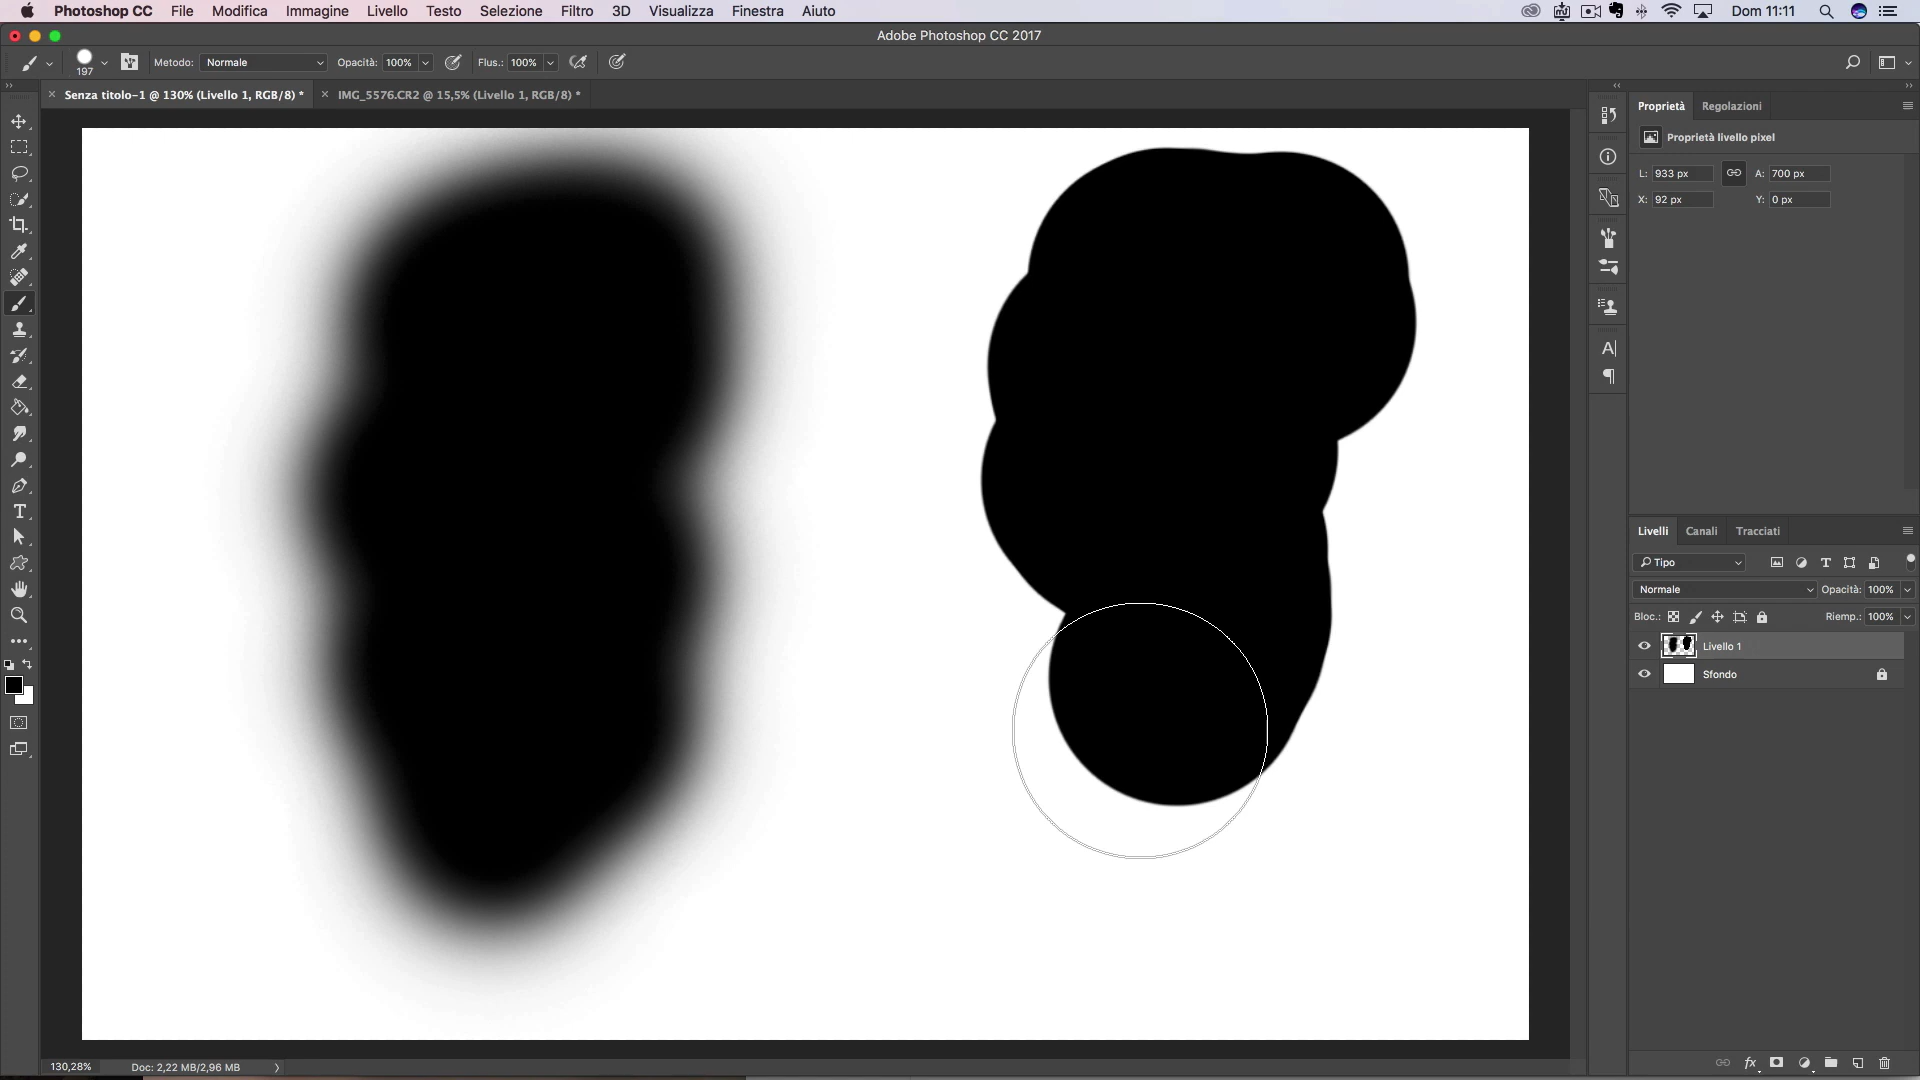 Photoshop CC File Modifica Immagine Livello Testo Selezione Filtro 3D Visualizza Finestra Aiuto Dom 11:11
Adobe Photoshop CC 2017
197 Metodo: Normale Opacità: 100% Flus.: 100%
Senza titolo-1 @ 130% (Livello 1, RGB/8) * IMG_5576.CR2 @ 15,5% (Livello 1, RGB/8) *
Proprietà Regolazioni
Proprietà livello pixel
L: 933 px A: 700 px
X: 92 px Y: 0 px
Livelli Canali Tracciati
Tipo
Normale Opacità: 100%
Bloc.: Riemp.: 100%
Livello 1
Sfondo
130,28% Doc: 2,22 MB/2,96 MB